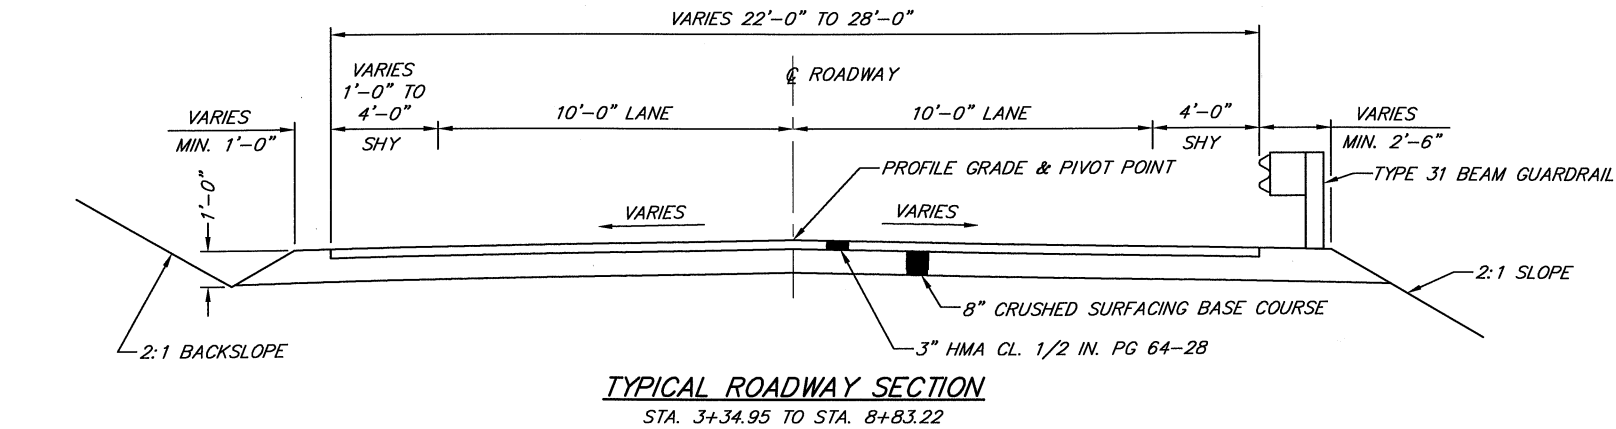 VARIES 22'-0" TO 28'-0"
VARIES
1'-0" TO
4'-0"
SHY
℄ ROADWAY
VARIES
MIN. 1'-0"
10'-0" LANE
10'-0" LANE
4'-0"
SHY
VARIES
MIN. 2'-6"
PROFILE GRADE & PIVOT POINT
TYPE 31 BEAM GUARDRAIL
1'-0"
VARIES
VARIES
2:1 SLOPE
8" CRUSHED SURFACING BASE COURSE
3" HMA CL. 1/2 IN. PG 64-28
2:1 BACKSLOPE
TYPICAL ROADWAY SECTION
STA. 3+34.95 TO STA. 8+83.22